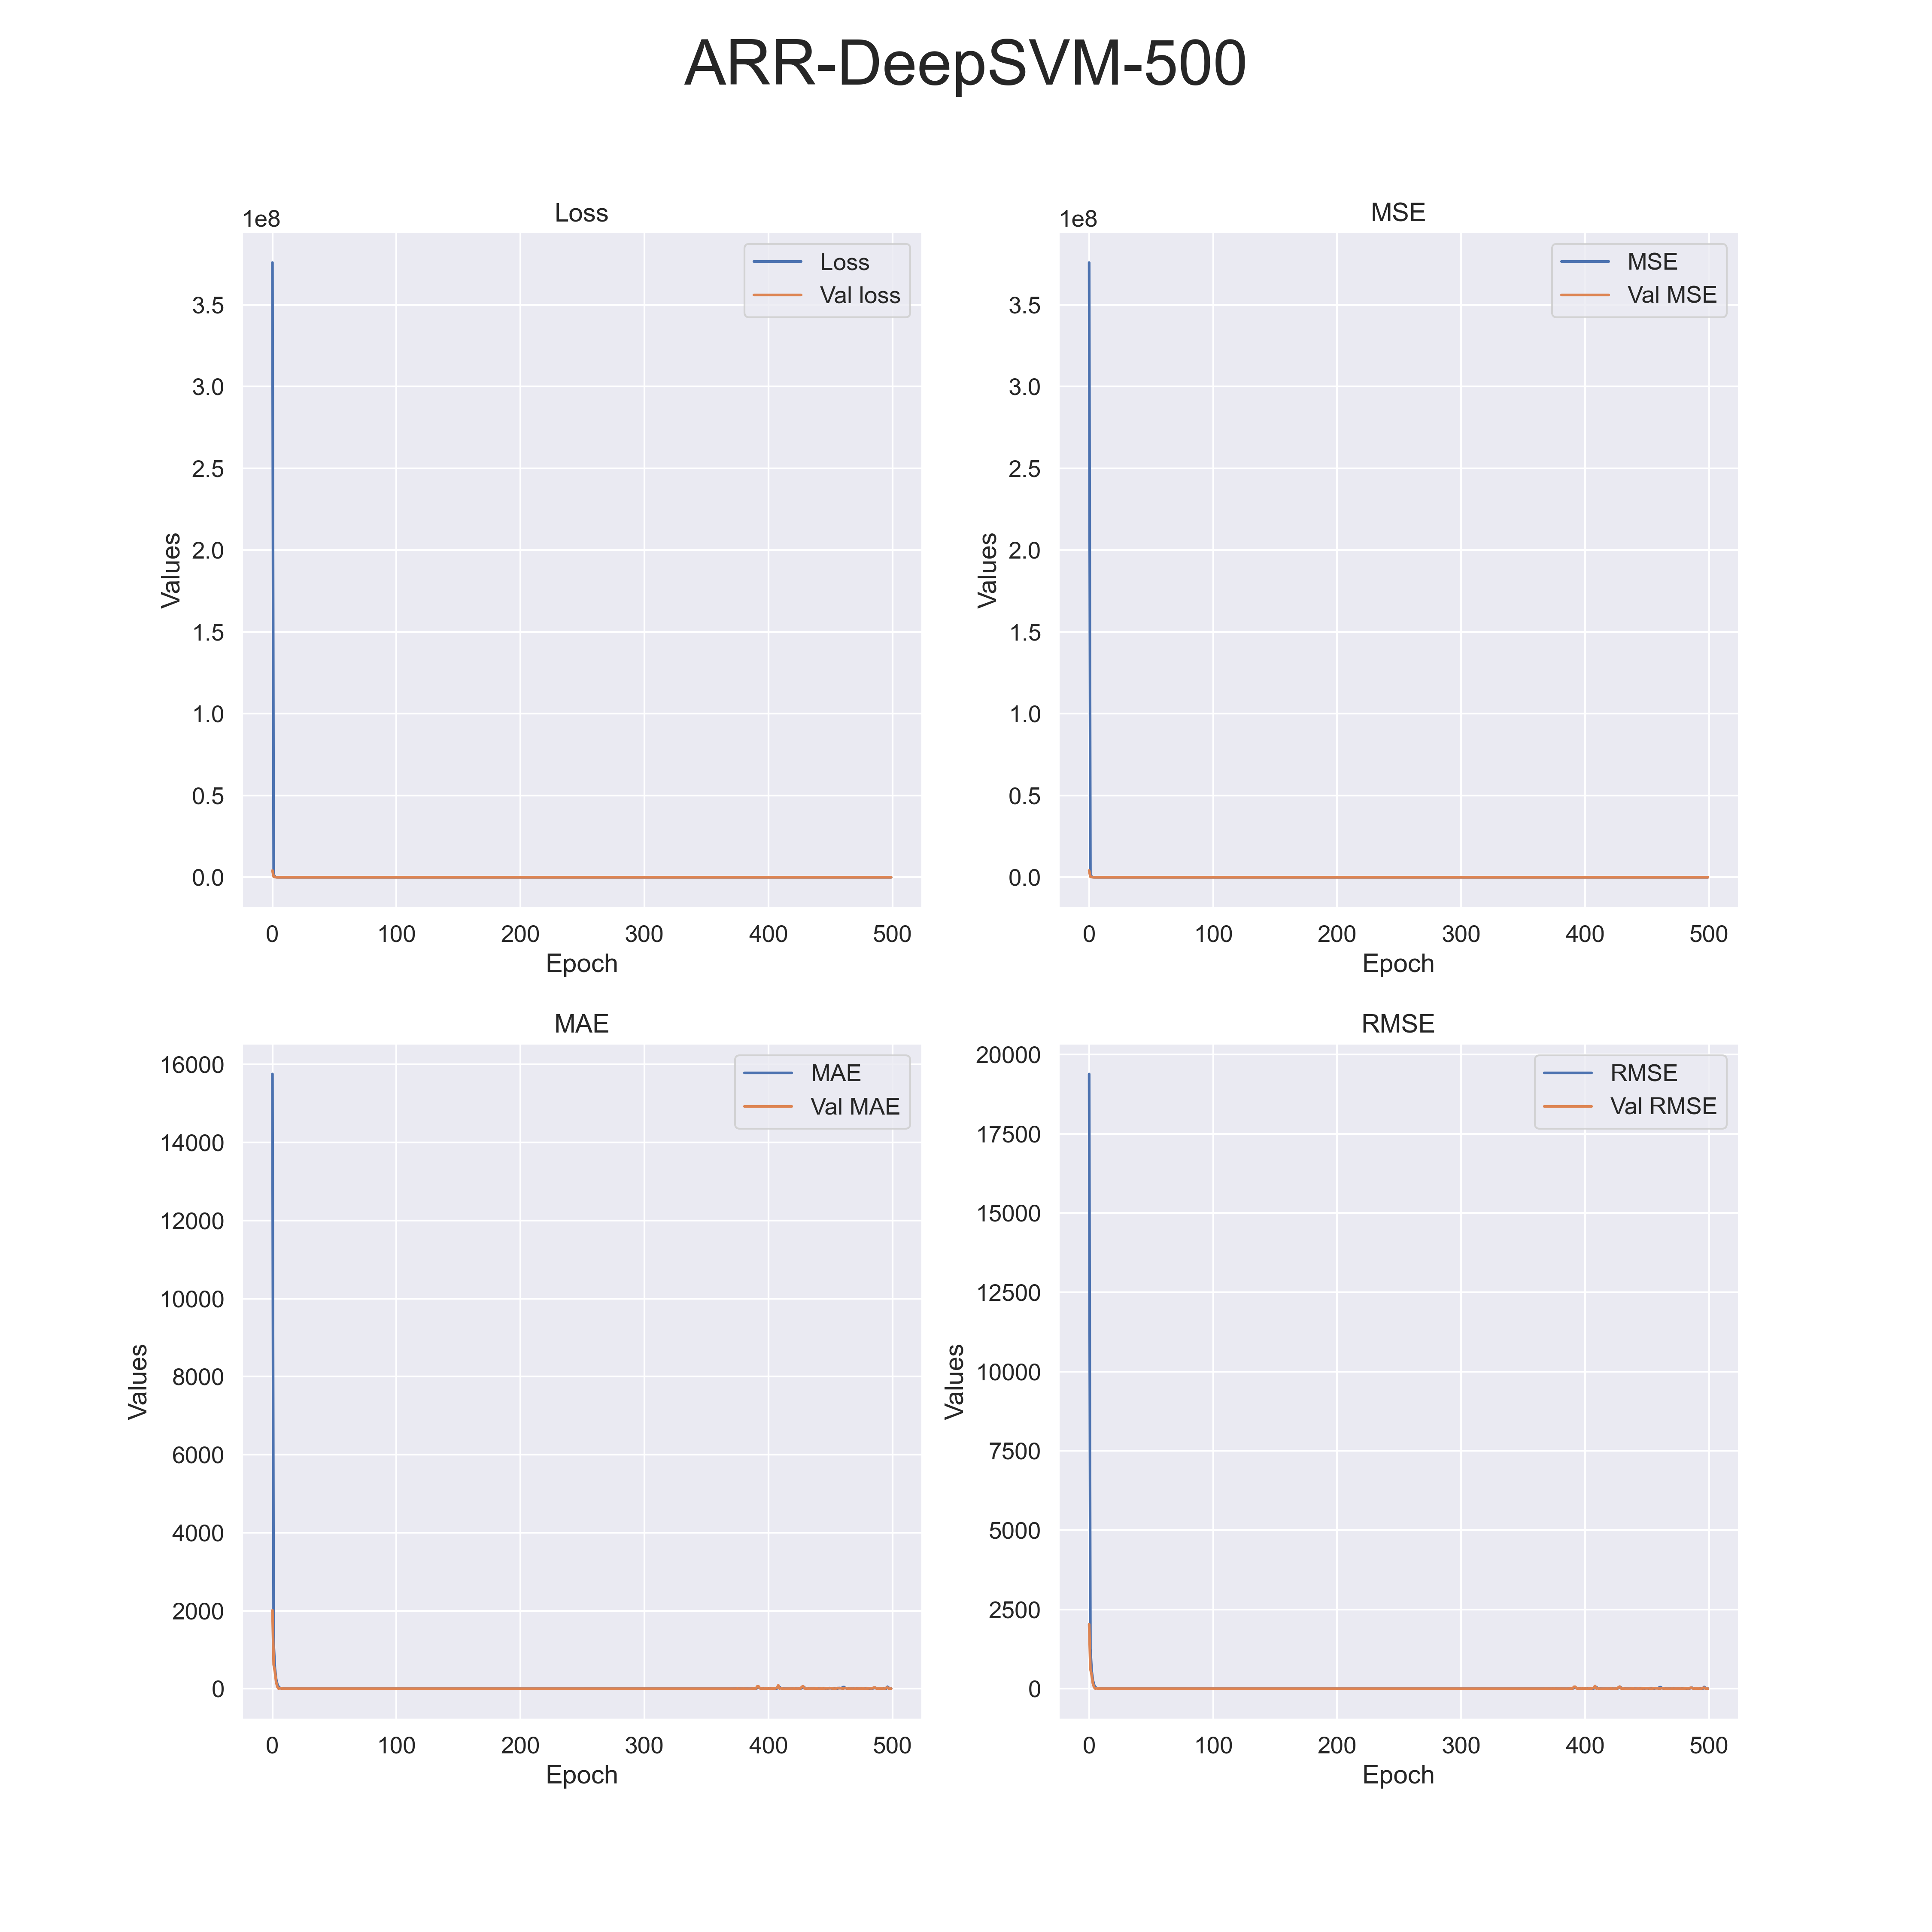 ARR-DeepSVM-500
Loss
1e8
Loss
Val loss
3.5
3.0
2.5
2.0
1.5
1.0
0.5
0.0
Values
0 100 200 300 400 500
Epoch
MSE
1e8
MSE
Val MSE
3.5
3.0
2.5
2.0
1.5
1.0
0.5
0.0
Values
0 100 200 300 400 500
Epoch
MAE
MAE
Val MAE
16000
14000
12000
10000
8000
6000
4000
2000
0
Values
0 100 200 300 400 500
Epoch
RMSE
RMSE
Val RMSE
20000
17500
15000
12500
10000
7500
5000
2500
0
Values
0 100 200 300 400 500
Epoch